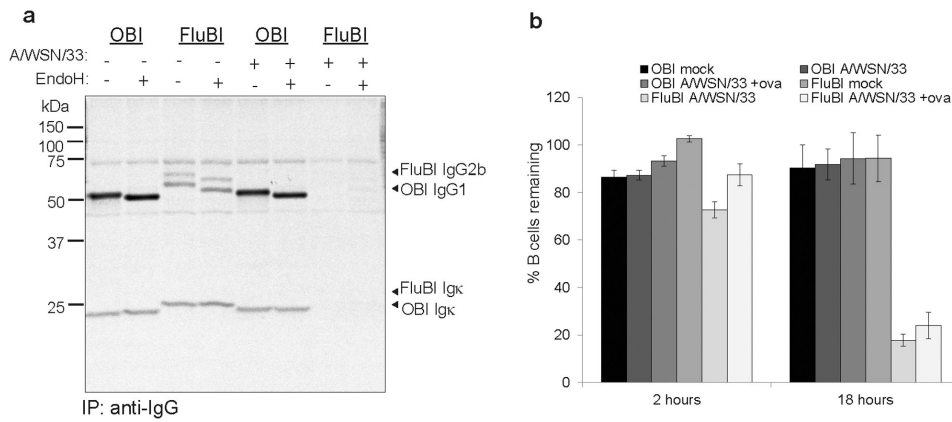 a
OBI FluBI OBI FluBI
A/WSN/33: - - - - + + + +
EndoH: - + - + - + - +
kDa
150
100
75
50
37
25
FluBI IgG2b
OBI IgG1
FluBI Igκ
OBI Igκ
IP: anti-IgG
b
OBI mock OBI A/WSN/33
OBI A/WSN/33 +ova FluBI mock
FluBI A/WSN/33 FluBI A/WSN/33 +ova
% B cells remaining
120
100
80
60
40
20
0
2 hours 18 hours